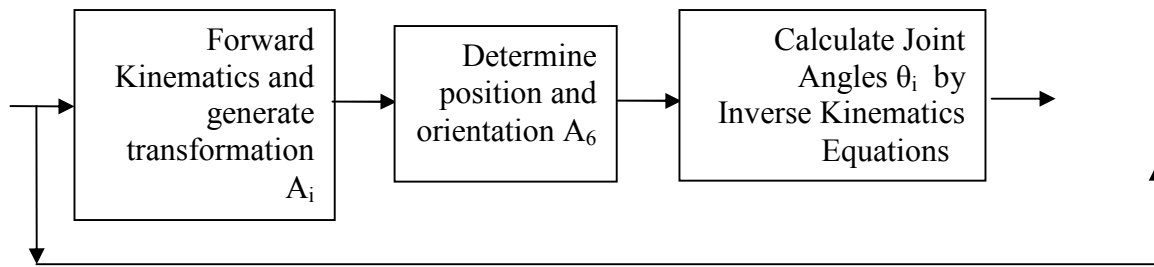 Forward
Kinematics and
generate
transformation
Aᵢ
Determine
position and
orientation A₆
Calculate Joint
Angles θᵢ by
Inverse Kinematics
Equations